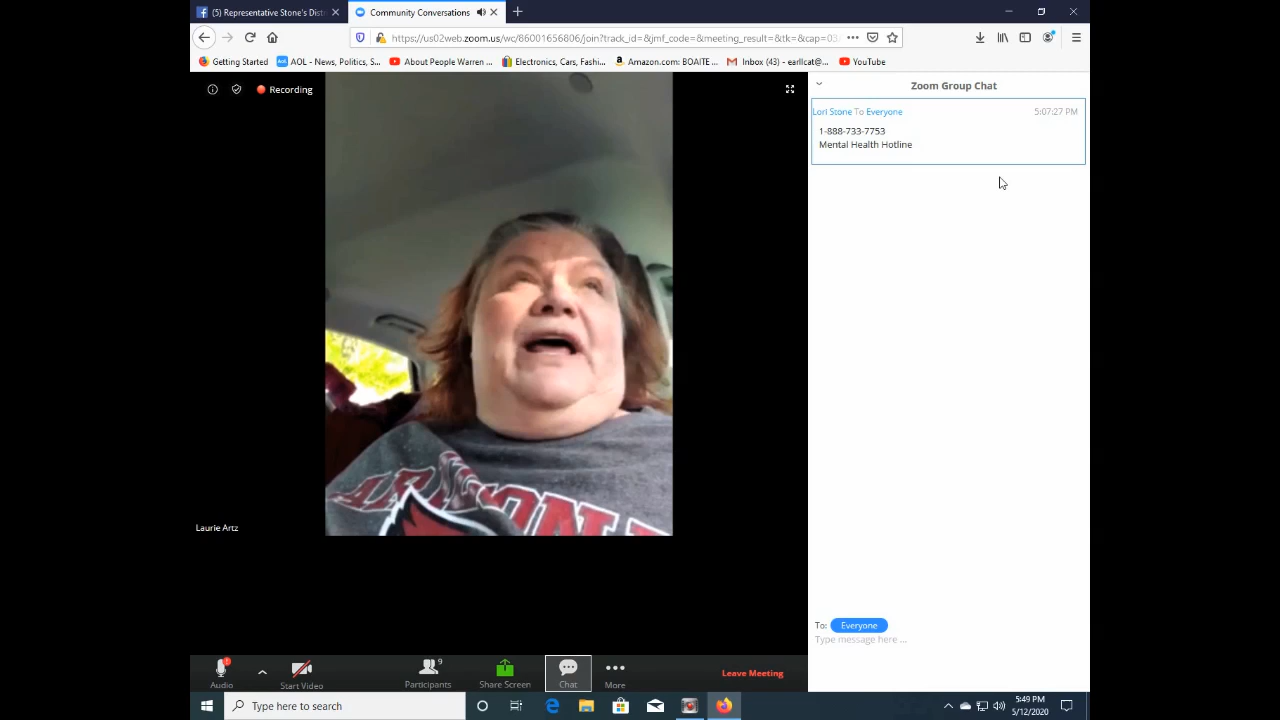 (5) Representative Stone's Distr
Community Conversations
https://us02web.zoom.us/wc/86001656806/join?track_id=&jmf_code=&meeting_result=&tk=&cap=03
Getting Started
AOL - News, Politics, S...
About People Warren ...
Electronics, Cars, Fashi...
Amazon.com: BOAITE ...
Inbox (43) - earllcat@...
YouTube
Recording
Zoom Group Chat
Lori Stone To Everyone 5:07:27 PM
1-888-733-7753
Mental Health Hotline
Laurie Artz
To: Everyone
Type message here ...
Audio
Start Video
9
Participants
Share Screen
Chat
More
Leave Meeting
Type here to search
5:49 PM
5/12/2020